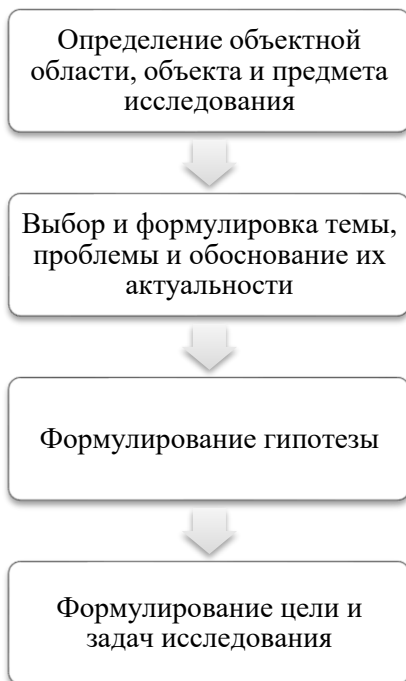 Определение объектной
области, объекта и предмета
исследования
Выбор и формулировка темы,
проблемы и обоснование их
актуальности
Формулирование гипотезы
Формулирование цели и
задач исследования